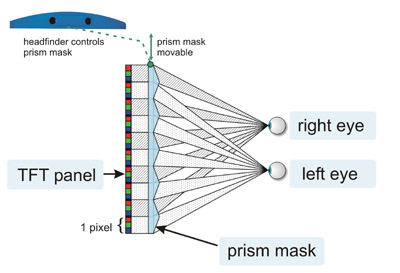 headfinder controls
prism mask
prism mask
movable
right eye
TFT panel
left eye
1 pixel
prism mask